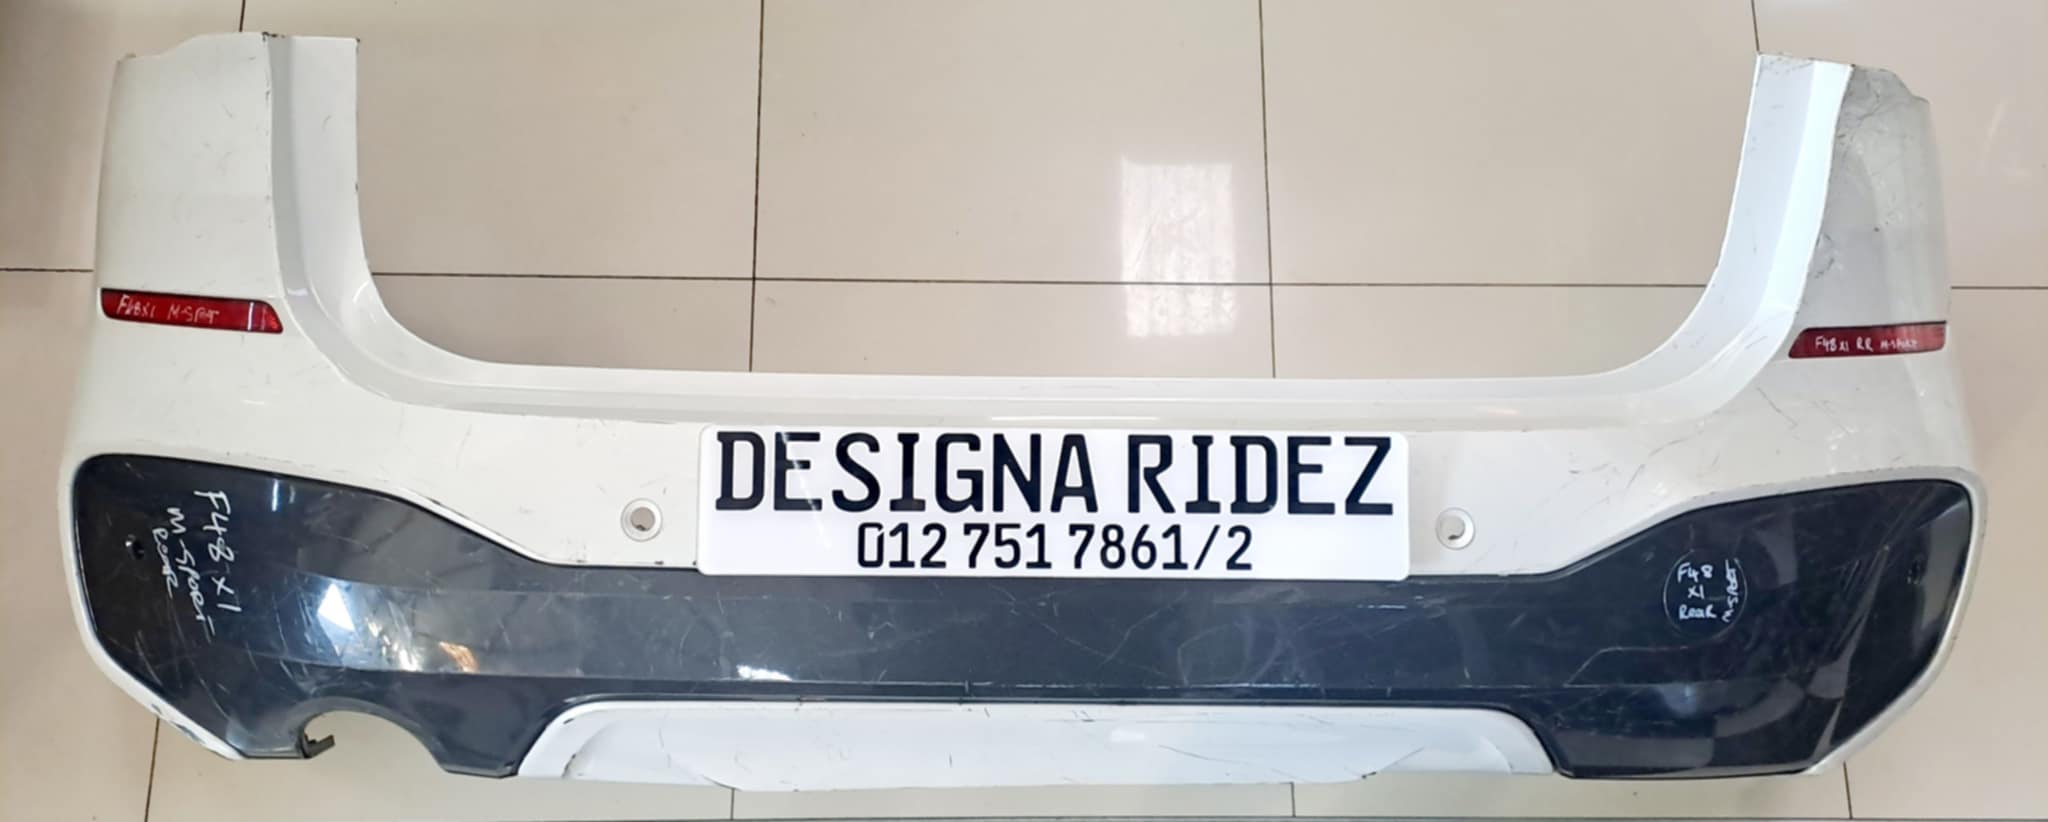 F48X1 M-SPORT
F48 X1 RR M-SPORT
DESIGNA RIDEZ
012 751 7861/2
F48 X1
M-SPORT
REAR
F48
X1
ReaR
M-SPORT